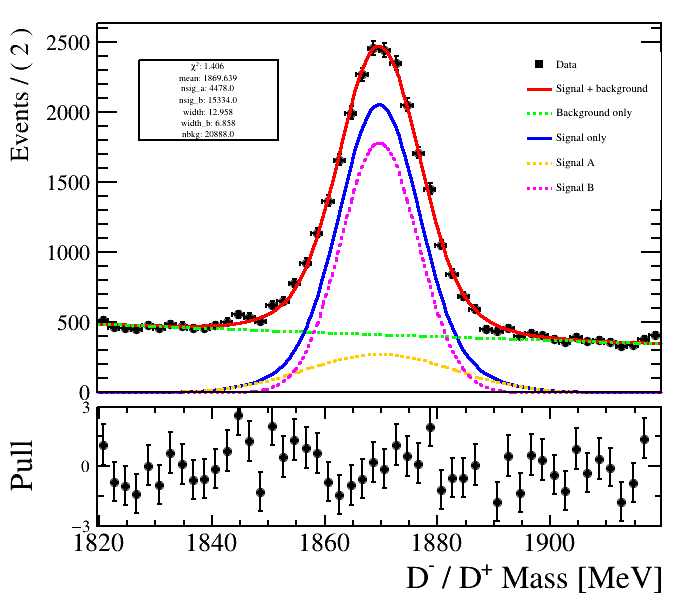 Events / ( 2 )
2500
2000
1500
1000
500
0
χ²: 1.406
mean: 1869.639
nsig_a: 4478.0
nsig_b: 15334.0
width: 12.958
width_b: 6.858
nbkg: 20888.0
Data
Signal + background
Background only
Signal only
Signal A
Signal B
Pull
3
0
−3
1820 1840 1860 1880 1900
D⁻ / D⁺ Mass [MeV]